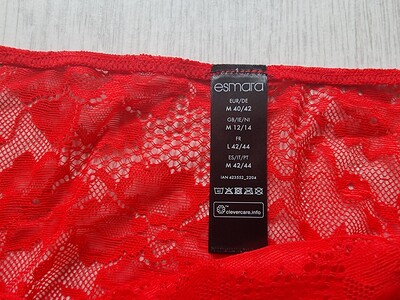 esmara
EUR/DE
M 40/42
GB/IE/NI
M 12/14
FR
L 42/44
ES/IT/PT
M 42/44
IAN 423032_2204
clevercare.info